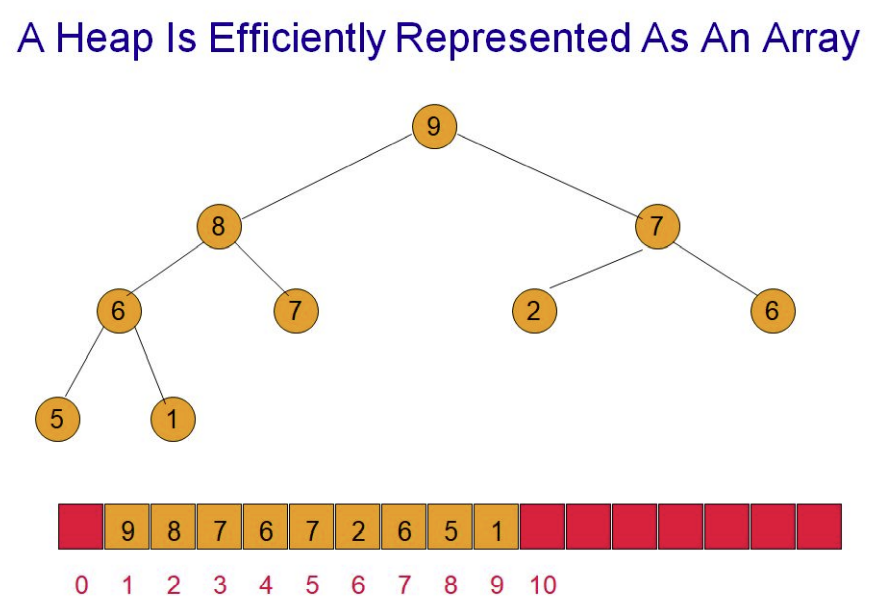 A Heap Is Efficiently Represented As An Array
9
8 7
6 7 2 6
5 1
9 8 7 6 7 2 6 5 1
0 1 2 3 4 5 6 7 8 9 10